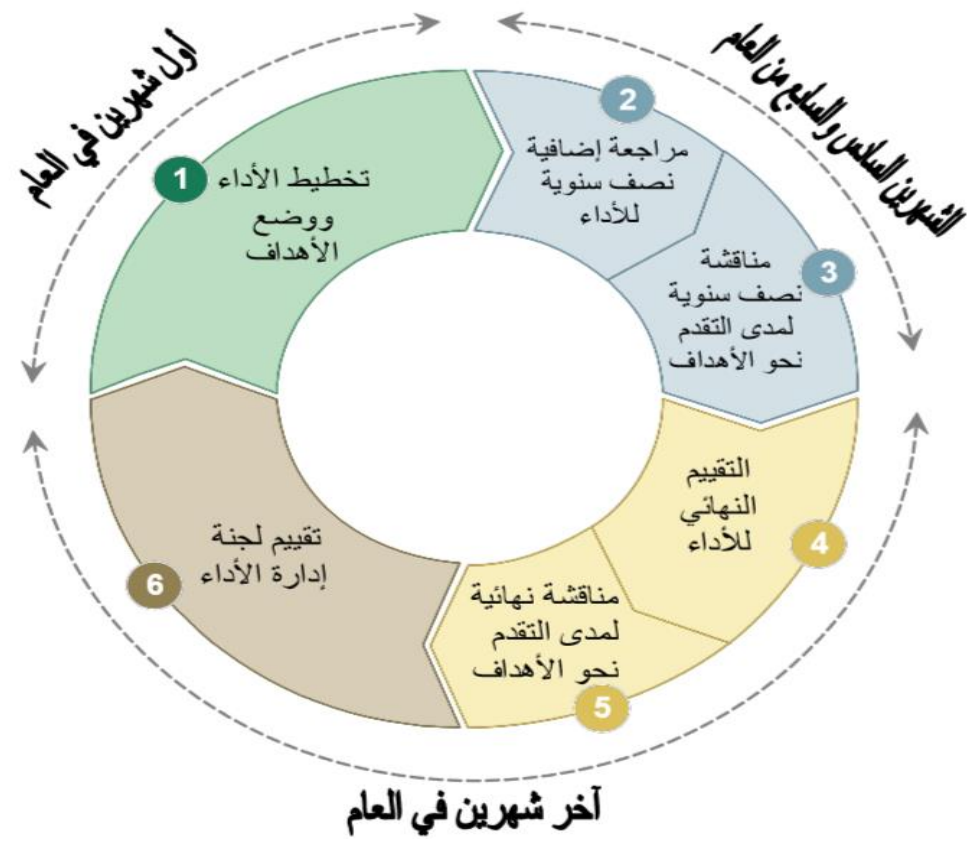 أول شهرين في العام
1
تخطيط الأداء
ووضع
الأهداف
الشهرين السادس والسابع من العام
2
مراجعة إضافية
نصف سنوية
للأداء
3
مناقشة
نصف سنوية
لمدى التقدم
نحو الأهداف
4
التقييم
النهائي
للأداء
5
مناقشة نهائية
لمدى التقدم
نحو الأهداف
6
تقييم لجنة
إدارة الأداء
آخر شهرين في العام